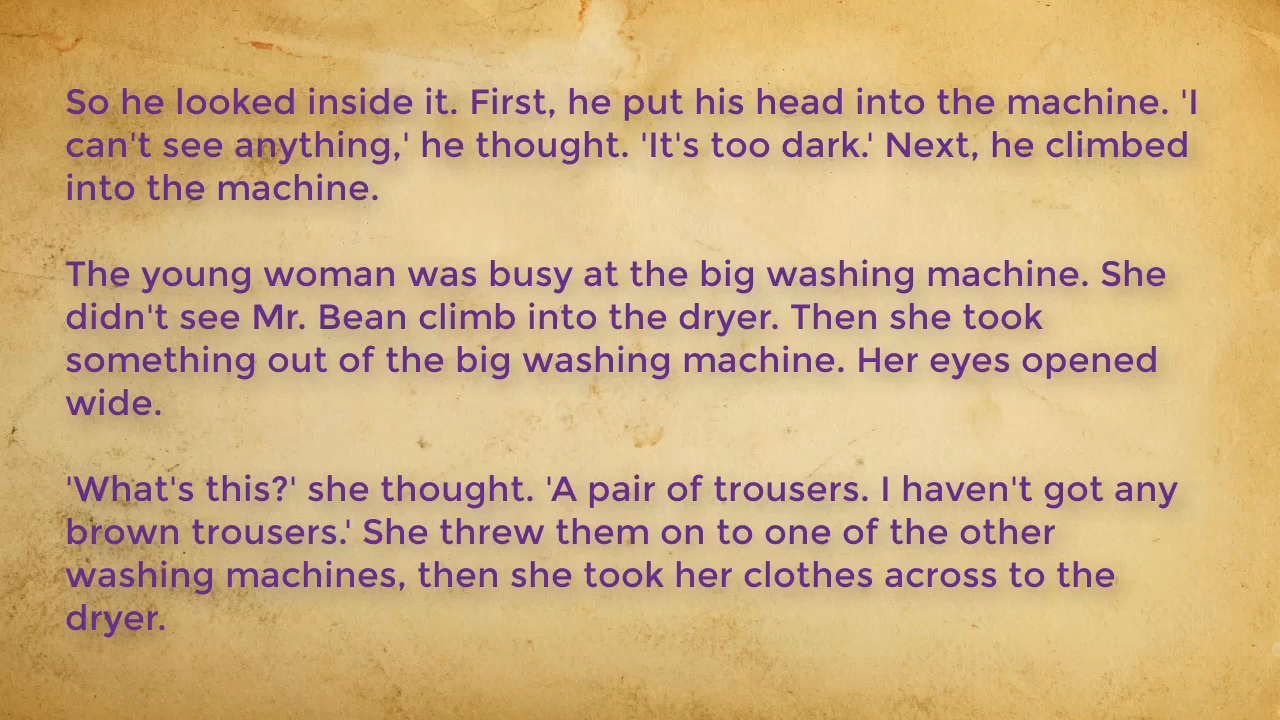 So he looked inside it. First, he put his head into the machine. 'I
can't see anything,' he thought. 'It's too dark.' Next, he climbed
into the machine.
The young woman was busy at the big washing machine. She
didn't see Mr. Bean climb into the dryer. Then she took
something out of the big washing machine. Her eyes opened
wide.
'What's this?' she thought. 'A pair of trousers. I haven't got any
brown trousers.' She threw them on to one of the other
washing machines, then she took her clothes across to the
dryer.